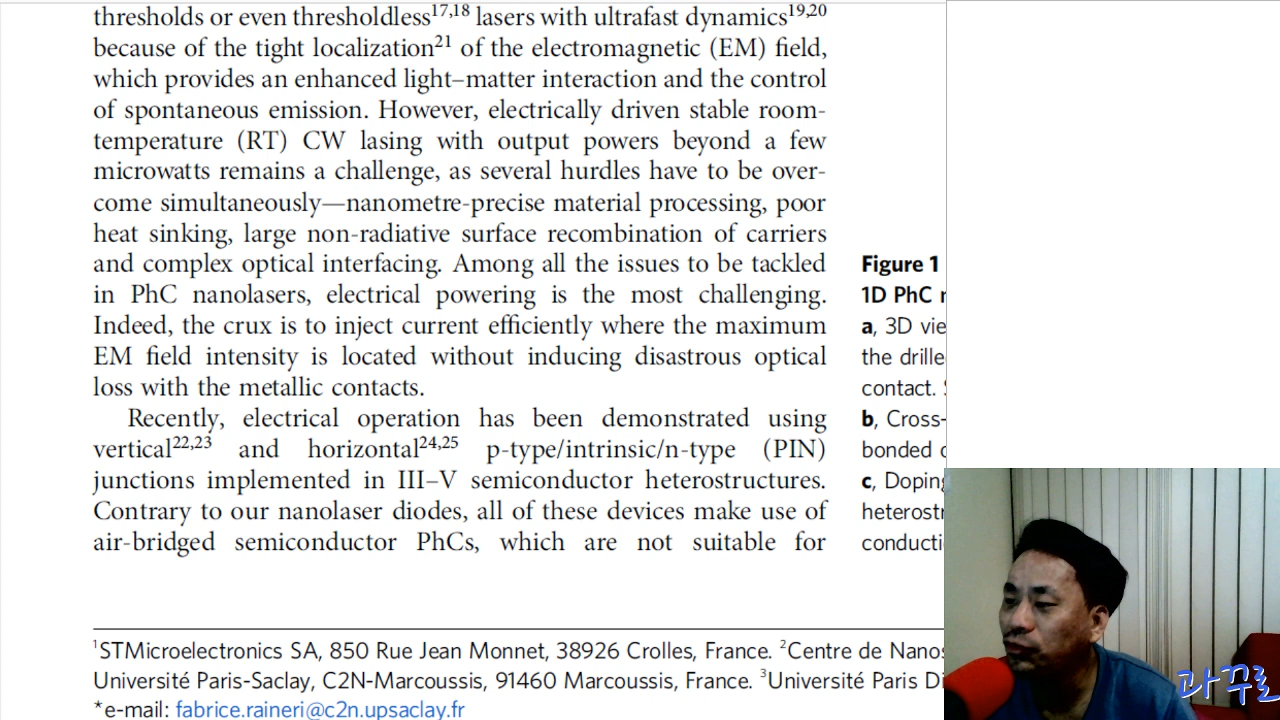 thresholds or even thresholdless17,18 lasers with ultrafast dynamics19,20
because of the tight localization21 of the electromagnetic (EM) field,
which provides an enhanced light–matter interaction and the control
of spontaneous emission. However, electrically driven stable room-
temperature (RT) CW lasing with output powers beyond a few
microwatts remains a challenge, as several hurdles have to be over-
come simultaneously—nanometre-precise material processing, poor
heat sinking, large non-radiative surface recombination of carriers
and complex optical interfacing. Among all the issues to be tackled
in PhC nanolasers, electrical powering is the most challenging.
Indeed, the crux is to inject current efficiently where the maximum
EM field intensity is located without inducing disastrous optical
loss with the metallic contacts.
Recently, electrical operation has been demonstrated using
vertical22,23 and horizontal24,25 p-type/intrinsic/n-type (PIN)
junctions implemented in III–V semiconductor heterostructures.
Contrary to our nanolaser diodes, all of these devices make use of
air-bridged semiconductor PhCs, which are not suitable for
Figure 1
1D PhC
a, 3D vie
the drille
contact.
b, Cross-
bonded
c, Doping
heterostr
conducti
1STMicroelectronics SA, 850 Rue Jean Monnet, 38926 Crolles, France. 2Centre de Nanos
Université Paris-Saclay, C2N-Marcoussis, 91460 Marcoussis, France. 3Université Paris Di
*e-mail: fabrice.raineri@c2n.upsaclay.fr
과꾸로